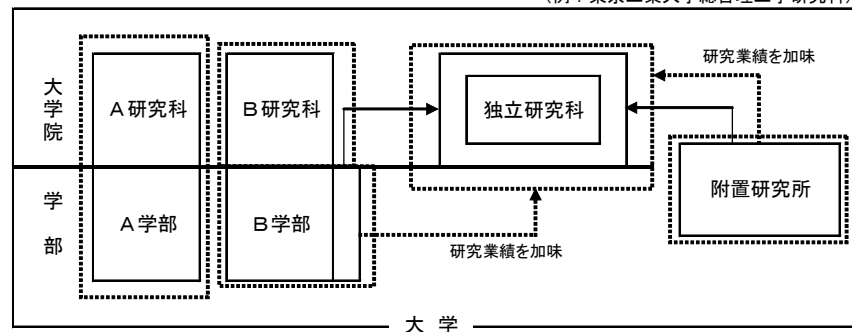 （例：東京工業大学総合理工学研究科）
研究業績を加味
大学院
A研究科
B研究科
独立研究科
附置研究所
学部
A学部
B学部
研究業績を加味
大 学